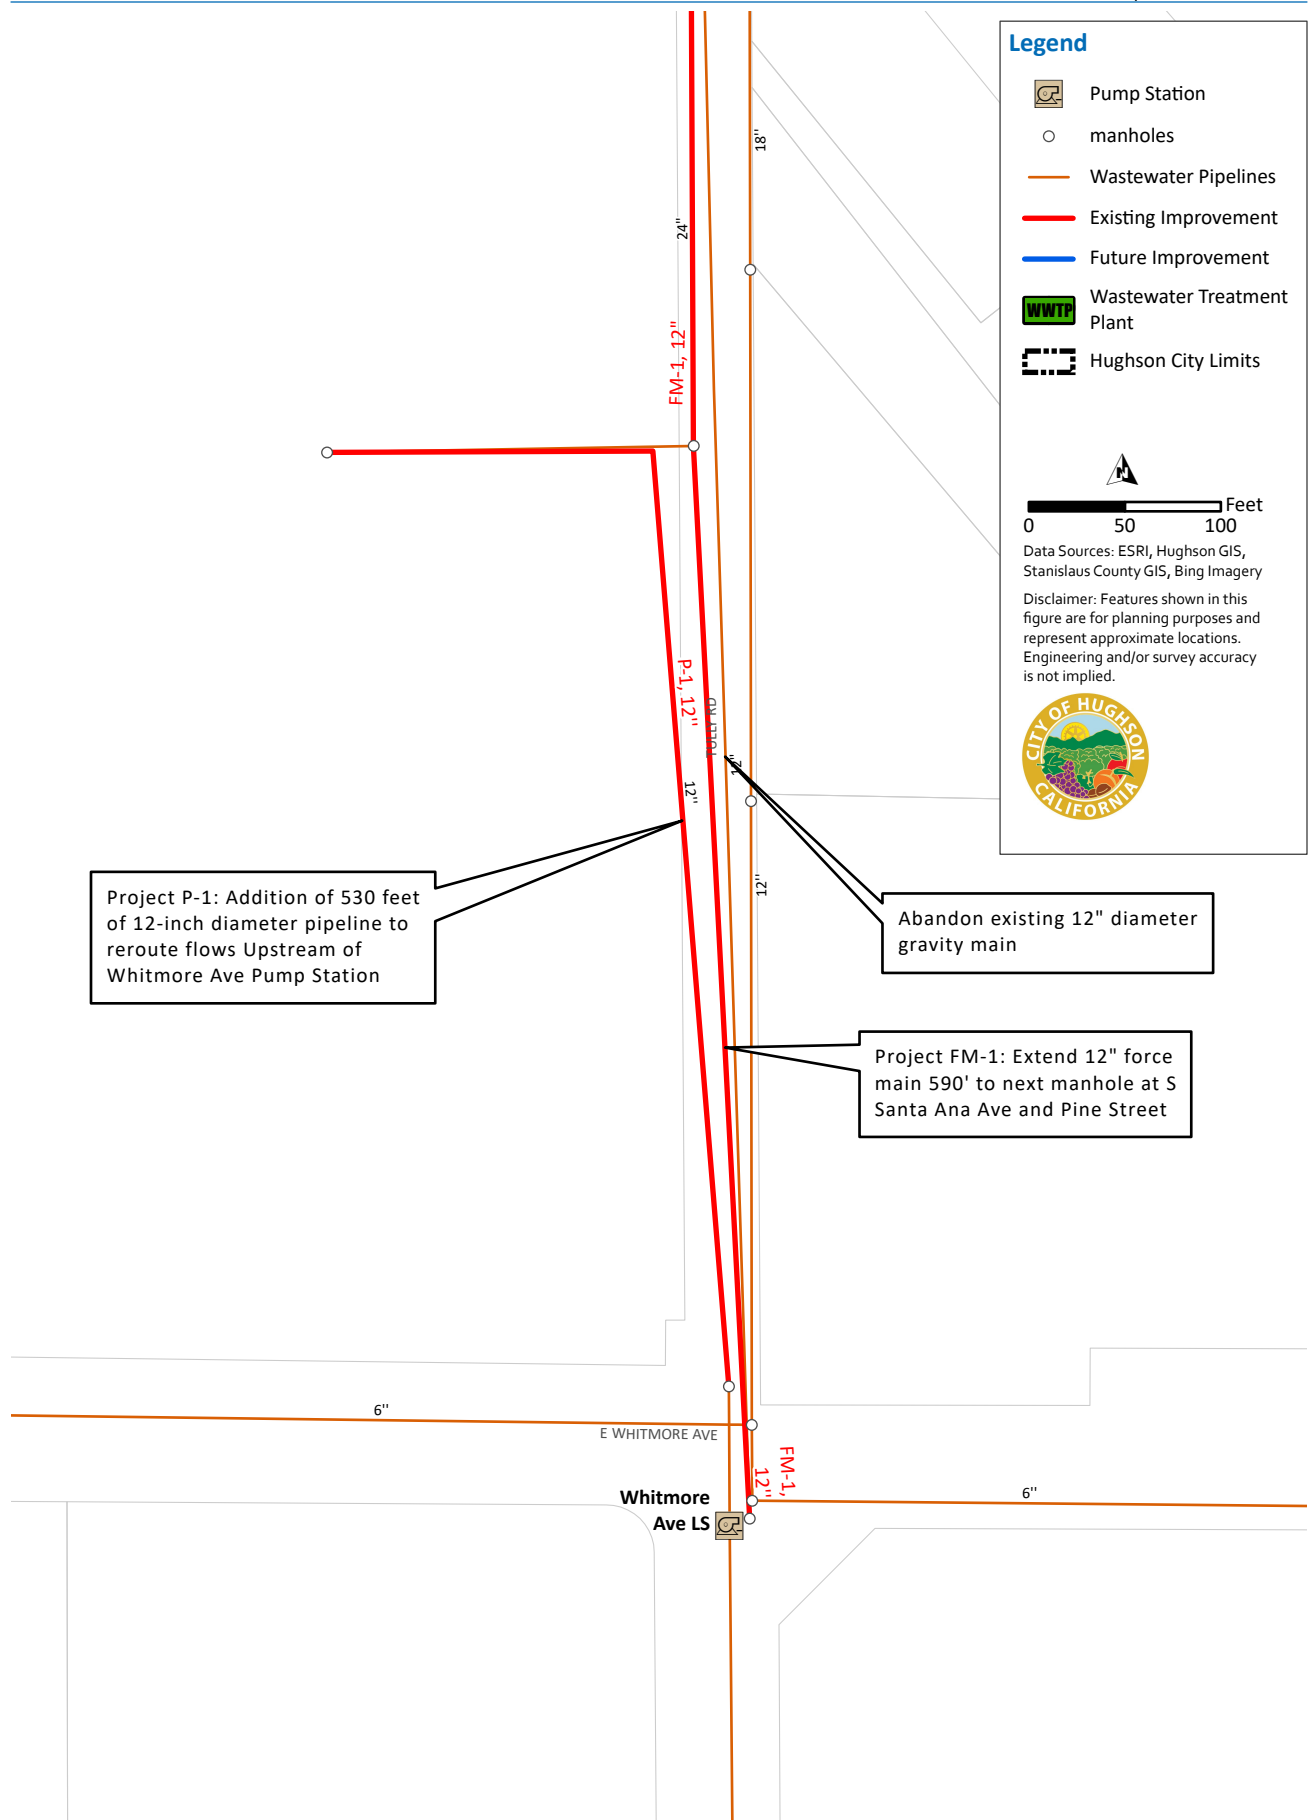 Legend
Pump Station
manholes
Wastewater Pipelines
Existing Improvement
Future Improvement
WWTP
Wastewater Treatment
Plant
Hughson City Limits
N
Feet
0 50 100
Data Sources: ESRI, Hughson GIS,
Stanislaus County GIS, Bing Imagery
Disclaimer: Features shown in this
figure are for planning purposes and
represent approximate locations.
Engineering and/or survey accuracy
is not implied.
CITY OF HUGHSON
CALIFORNIA
18"
24"
FM-1, 12"
P-1, 12"
12"
12"
12"
Project P-1: Addition of 530 feet
of 12-inch diameter pipeline to
reroute flows Upstream of
Whitmore Ave Pump Station
Abandon existing 12" diameter
gravity main
Project FM-1: Extend 12" force
main 590' to next manhole at S
Santa Ana Ave and Pine Street
6"
E WHITMORE AVE
FM-1,
12"
6"
Whitmore
Ave LS